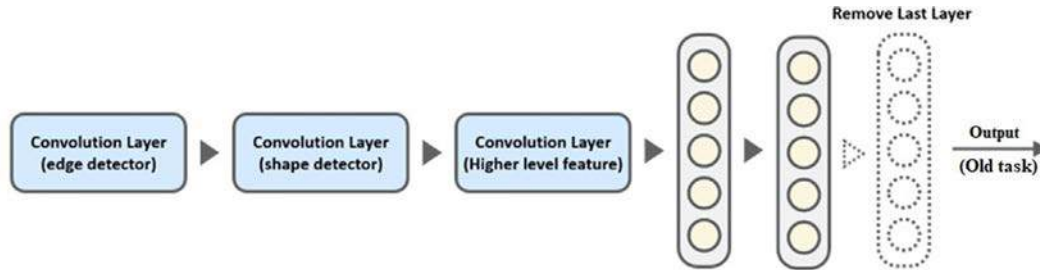 Remove Last Layer
Convolution Layer
(edge detector)
Convolution Layer
(shape detector)
Convolution Layer
(Higher level feature)
Output
(Old task)